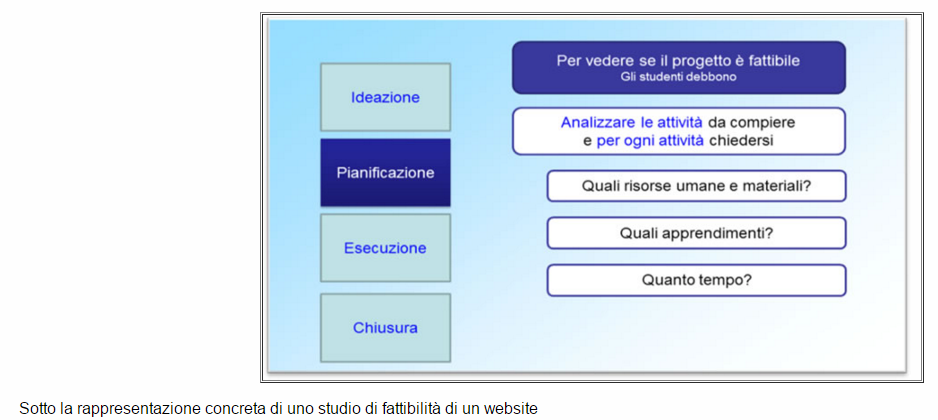 Ideazione
Pianificazione
Esecuzione
Chiusura
Per vedere se il progetto è fattibile
Gli studenti debbono
Analizzare le attività da compiere
e per ogni attività chiedersi
Quali risorse umane e materiali?
Quali apprendimenti?
Quanto tempo?
Sotto la rappresentazione concreta di uno studio di fattibilità di un website